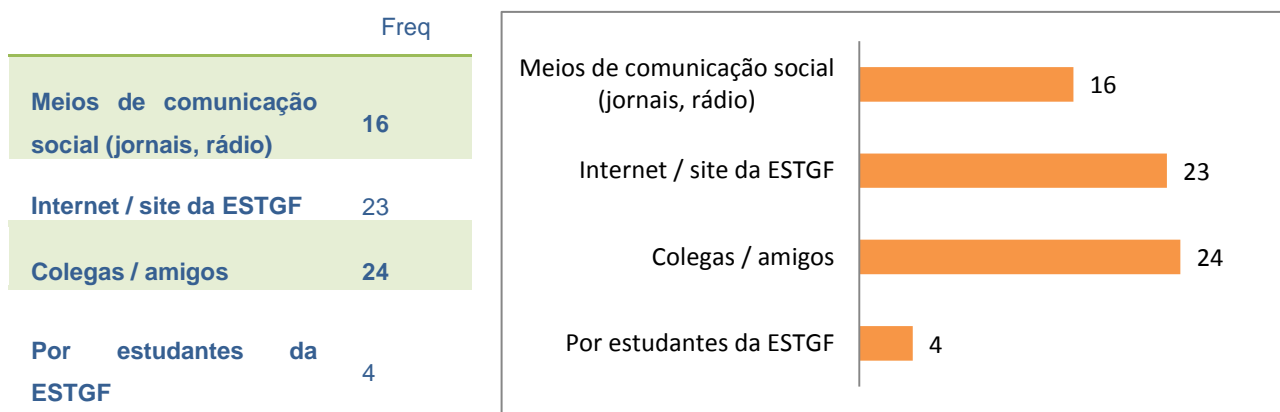 Freq
Meios de comunicação
social (jornais, rádio)
16
Internet / site da ESTGF
23
Colegas / amigos
24
Por estudantes da
ESTGF
4
Meios de comunicação social
(jornais, rádio)
16
Internet / site da ESTGF
23
Colegas / amigos
24
Por estudantes da ESTGF
4